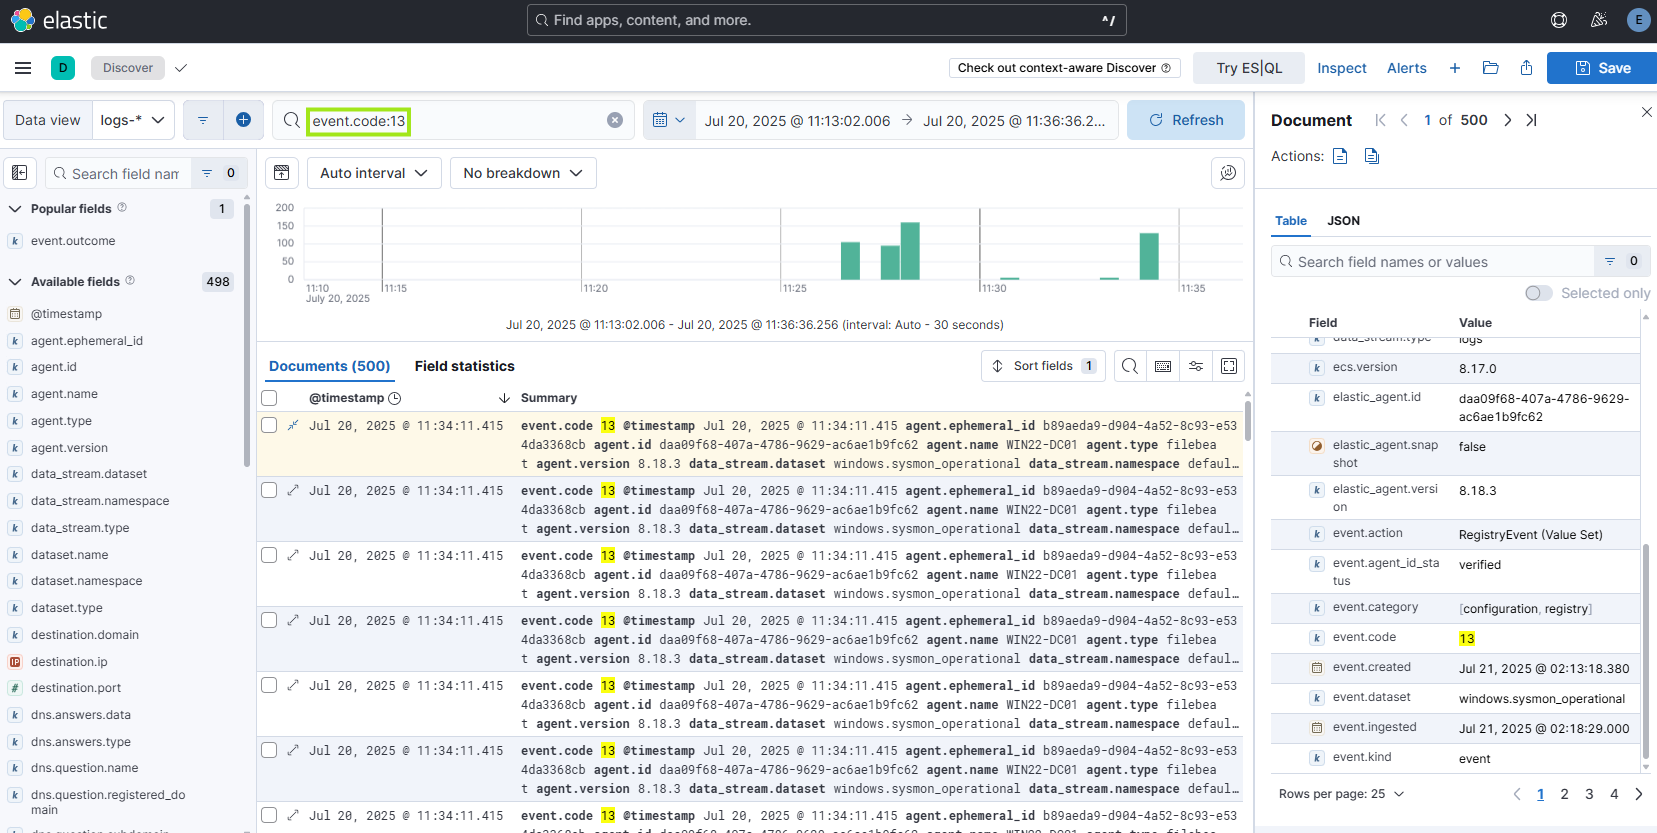 elastic
Find apps, content, and more.
^/
E
D
Discover
Check out context-aware Discover
Try ES|QL
Inspect
Alerts
Save
Data view
logs-*
event.code:13
Jul 20, 2025 @ 11:13:02.006 → Jul 20, 2025 @ 11:36:36.2...
Refresh
Search field nam
0
Auto interval
No breakdown
Popular fields
1
event.outcome
Available fields
498
@timestamp
agent.ephemeral_id
agent.id
agent.name
agent.type
agent.version
data_stream.dataset
data_stream.namespace
data_stream.type
dataset.name
dataset.namespace
dataset.type
destination.domain
destination.ip
destination.port
dns.answers.data
dns.answers.type
dns.question.name
dns.question.registered_do
main
200
150
100
50
0
11:10
July 20, 2025
11:15
11:20
11:25
11:30
11:35
Jul 20, 2025 @ 11:13:02.006 - Jul 20, 2025 @ 11:36:36.256 (interval: Auto - 30 seconds)
Documents (500)
Field statistics
Sort fields 1
@timestamp
Summary
Jul 20, 2025 @ 11:34:11.415 event.code 13 @timestamp Jul 20, 2025 @ 11:34:11.415 agent.ephemeral_id b89aeda9-d904-4a52-8c93-e53
4da3368cb agent.id daa09f68-407a-4786-9629-ac6ae1b9fc62 agent.name WIN22-DC01 agent.type filebea
t agent.version 8.18.3 data_stream.dataset windows.sysmon_operational data_stream.namespace defaul…
Jul 20, 2025 @ 11:34:11.415 event.code 13 @timestamp Jul 20, 2025 @ 11:34:11.415 agent.ephemeral_id b89aeda9-d904-4a52-8c93-e53
4da3368cb agent.id daa09f68-407a-4786-9629-ac6ae1b9fc62 agent.name WIN22-DC01 agent.type filebea
t agent.version 8.18.3 data_stream.dataset windows.sysmon_operational data_stream.namespace defaul…
Jul 20, 2025 @ 11:34:11.415 event.code 13 @timestamp Jul 20, 2025 @ 11:34:11.415 agent.ephemeral_id b89aeda9-d904-4a52-8c93-e53
4da3368cb agent.id daa09f68-407a-4786-9629-ac6ae1b9fc62 agent.name WIN22-DC01 agent.type filebea
t agent.version 8.18.3 data_stream.dataset windows.sysmon_operational data_stream.namespace defaul…
Jul 20, 2025 @ 11:34:11.415 event.code 13 @timestamp Jul 20, 2025 @ 11:34:11.415 agent.ephemeral_id b89aeda9-d904-4a52-8c93-e53
4da3368cb agent.id daa09f68-407a-4786-9629-ac6ae1b9fc62 agent.name WIN22-DC01 agent.type filebea
t agent.version 8.18.3 data_stream.dataset windows.sysmon_operational data_stream.namespace defaul…
Jul 20, 2025 @ 11:34:11.415 event.code 13 @timestamp Jul 20, 2025 @ 11:34:11.415 agent.ephemeral_id b89aeda9-d904-4a52-8c93-e53
4da3368cb agent.id daa09f68-407a-4786-9629-ac6ae1b9fc62 agent.name WIN22-DC01 agent.type filebea
t agent.version 8.18.3 data_stream.dataset windows.sysmon_operational data_stream.namespace defaul…
Jul 20, 2025 @ 11:34:11.415 event.code 13 @timestamp Jul 20, 2025 @ 11:34:11.415 agent.ephemeral_id b89aeda9-d904-4a52-8c93-e53
4da3368cb agent.id daa09f68-407a-4786-9629-ac6ae1b9fc62 agent.name WIN22-DC01 agent.type filebea
t agent.version 8.18.3 data_stream.dataset windows.sysmon_operational data_stream.namespace defaul…
Jul 20, 2025 @ 11:34:11.415 event.code 13 @timestamp Jul 20, 2025 @ 11:34:11.415 agent.ephemeral_id b89aeda9-d904-4a52-8c93-e53
Document
1 of 500
Actions:
Table
JSON
Search field names or values
0
Selected only
Field
Value
data_stream.type logs
ecs.version 8.17.0
elastic_agent.id daa09f68-407a-4786-9629-
ac6ae1b9fc62
elastic_agent.snap false
shot
elastic_agent.versi 8.18.3
on
event.action RegistryEvent (Value Set)
event.agent_id_sta verified
tus
event.category [configuration, registry]
event.code 13
event.created Jul 21, 2025 @ 02:13:18.380
event.dataset windows.sysmon_operational
event.ingested Jul 21, 2025 @ 02:18:29.000
event.kind event
Rows per page: 25
1 2 3 4